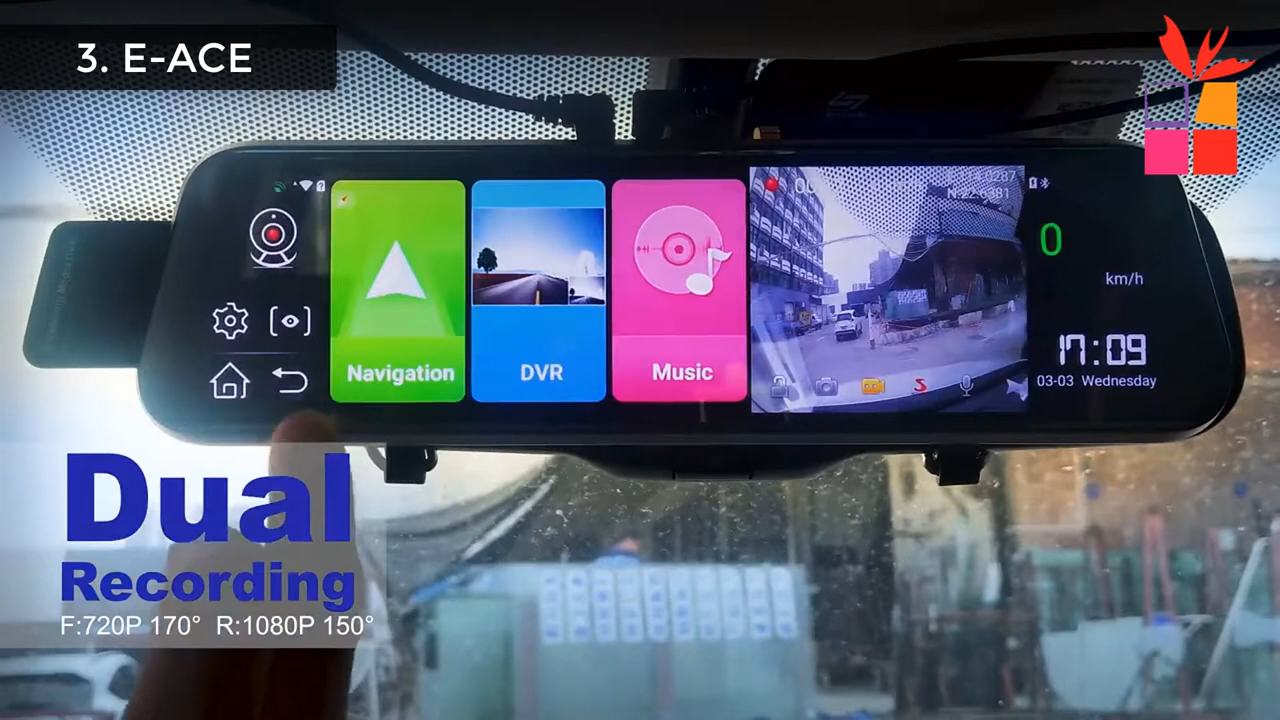 3. E-ACE
Navigation
DVR
Music
0
km/h
17:09
03-03 Wednesday
Dual
Recording
F:720P 170° R:1080P 150°